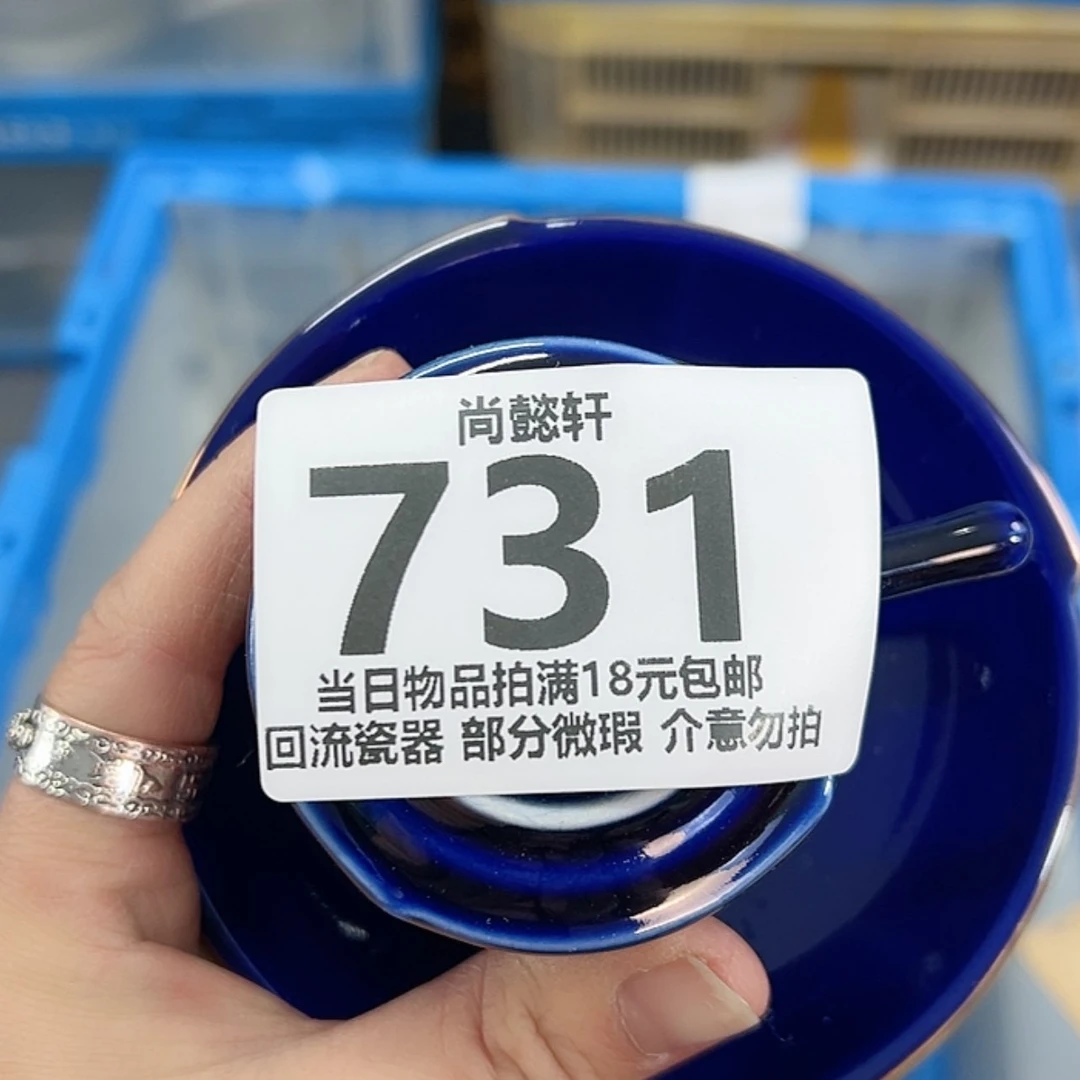 尚懿轩
731
当日物品拍满18元包邮
回流瓷器 部分微瑕 介意勿拍